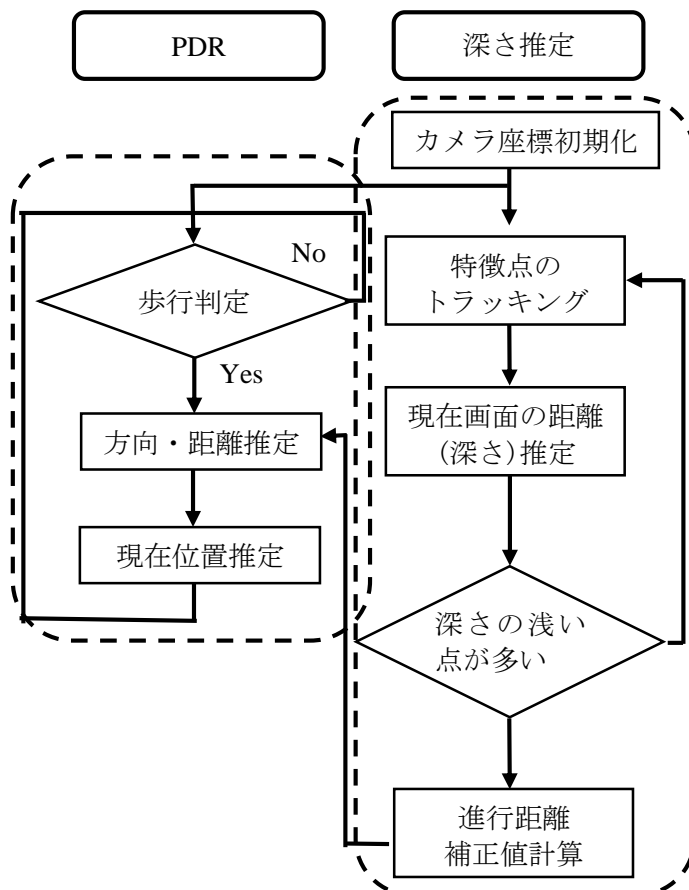 PDR
深さ推定
カメラ座標初期化
No
歩行判定
Yes
方向・距離推定
現在位置推定
特徴点の
トラッキング
現在画面の距離
(深さ)推定
深さの浅い
点が多い
進行距離
補正値計算